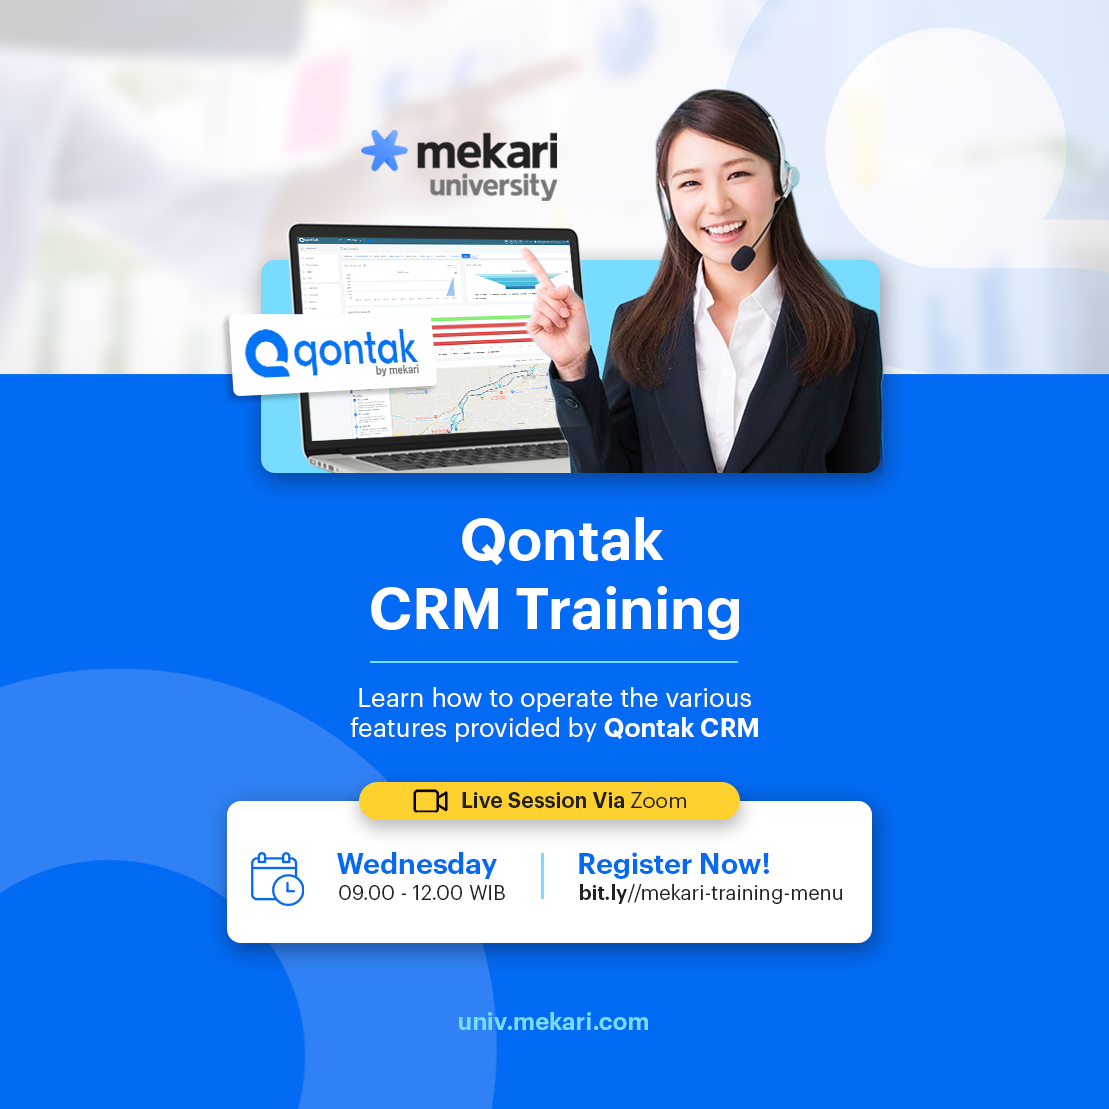 mekari
university
qontak
by mekari
Qontak
CRM Training
Learn how to operate the various
features provided by Qontak CRM
Live Session Via Zoom
Wednesday
09.00 - 12.00 WIB
Register Now!
bit.ly//mekari-training-menu
univ.mekari.com